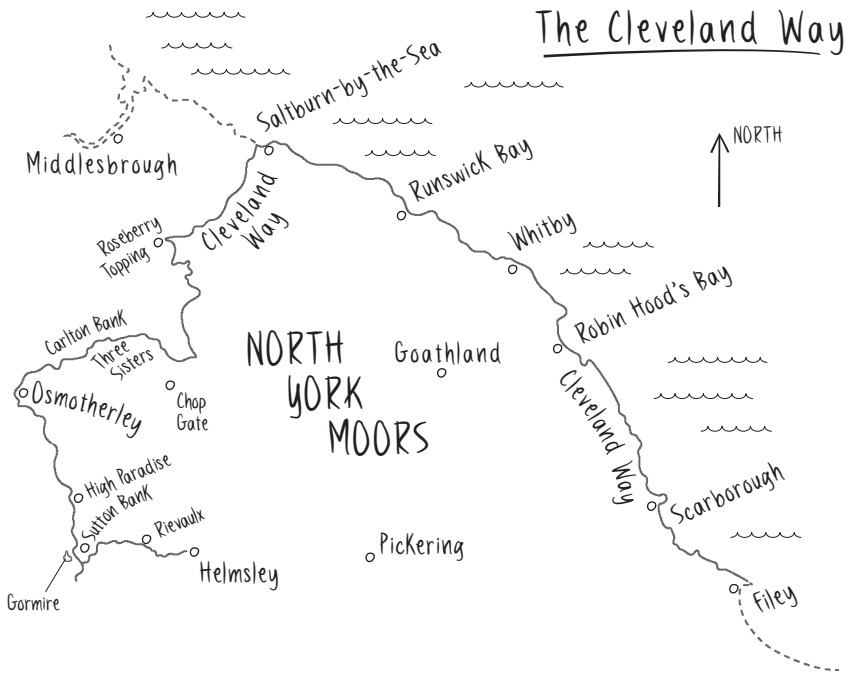 The Cleveland Way
NORTH
Saltburn-by-the-Sea
Middlesbrough
Runswick Bay
Cleveland
Way
Roseberry
Topping
Whitby
Robin Hood's Bay
Carlton Bank
Three
Sisters
NORTH
YORK
MOORS
Goathland
Osmotherley
Chop
Gate
Cleveland Way
High Paradise
Sutton Bank
Scarborough
Rievaulx
Pickering
Helmsley
Gormire
Filey